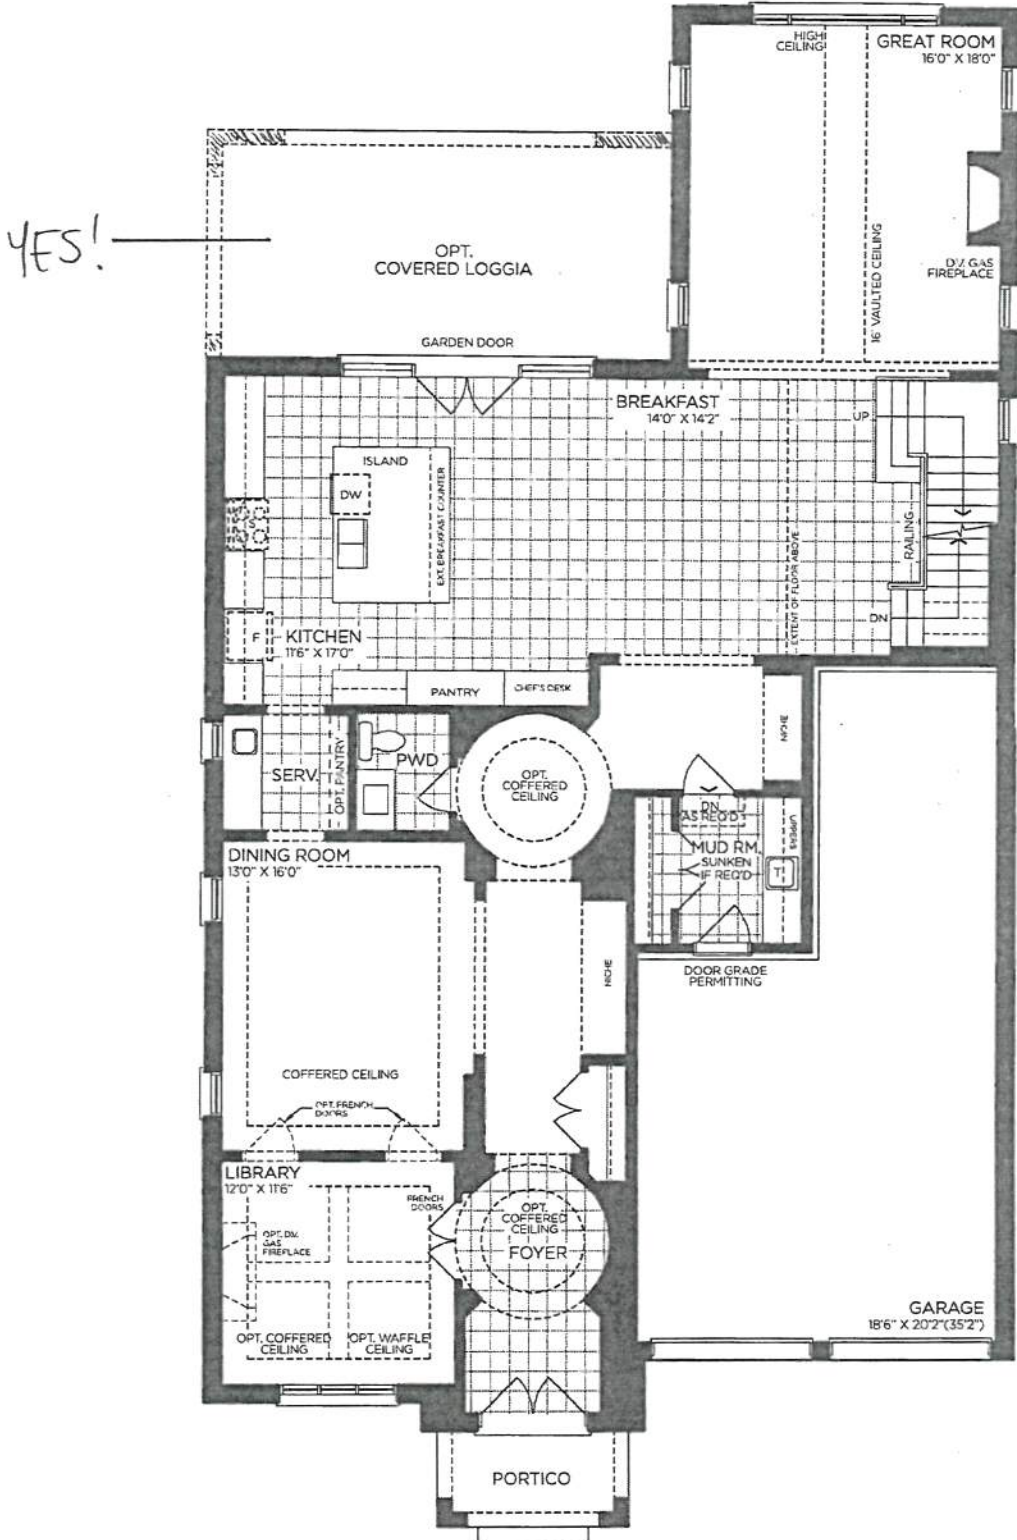 HIGH
CEILING
GREAT ROOM
16'0" X 18'0"
YES!
OPT.
COVERED LOGGIA
16' VAULTED CEILING
D.V. GAS
FIREPLACE
GARDEN DOOR
BREAKFAST
14'0" X 14'2"
UP
ISLAND
DW
EXT. BREAKFAST COUNTER
S
RAILING
EXTENT OF FLOOR ABOVE
F
KITCHEN
11'6" X 17'0"
DN
PANTRY
CHEF'S DESK
NICHE
SERV.
OPT. PANTRY
PWD
OPT.
COFFERED
CEILING
DN
AS REQ'D
UPPERS
MUD RM.
SUNKEN
IF REQ'D
T
DINING ROOM
13'0" X 16'0"
NICHE
DOOR GRADE
PERMITTING
COFFERED CEILING
OPT. FRENCH
DOORS
LIBRARY
12'0" X 11'6"
FRENCH
DOORS
OPT. D.V.
GAS
FIREPLACE
OPT.
COFFERED
CEILING
FOYER
OPT. COFFERED
CEILING
OPT. WAFFLE
CEILING
GARAGE
18'6" X 20'2"(35'2")
PORTICO